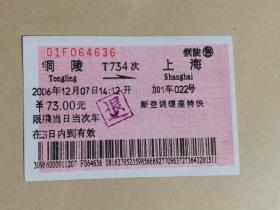 01F064636 铜陵售
铜陵 T734次 上海
Tongling Shanghai
2006年12月07日14:12开 加1车022号
￥73.00元 新空调硬座特快
限乘当日当次车
在3日内到有效
退